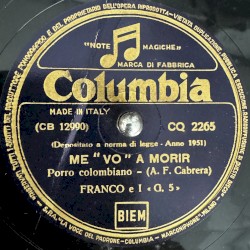 "NOTE MAGICHE"
MARCA DI FABBRICA
Columbia
MADE IN ITALY
(CB 12990) CQ 2265
(Depositato a norma di legge - Anno 1951)
ME "VO" A MORIR
Porro colombiano - (A. F. Cabrera)
FRANCO e I «G. 5»
BIEM